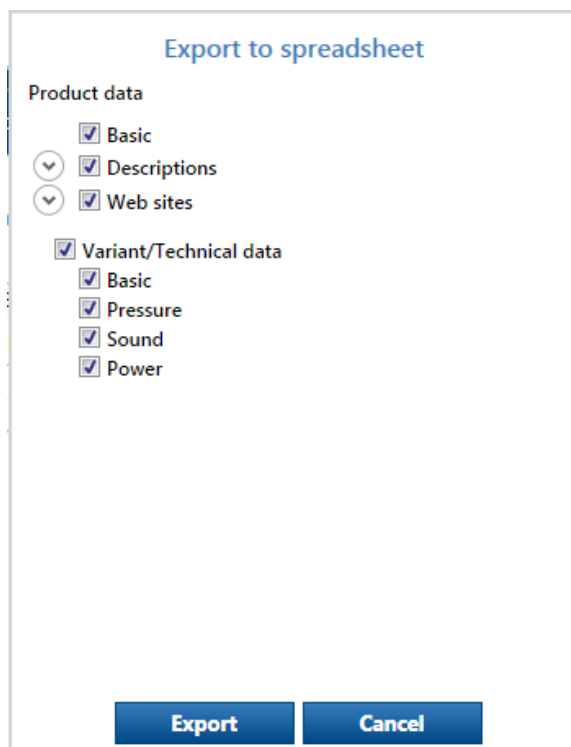 Export to spreadsheet
Product data
Basic
Descriptions
Web sites
Variant/Technical data
Basic
Pressure
Sound
Power
Export Cancel